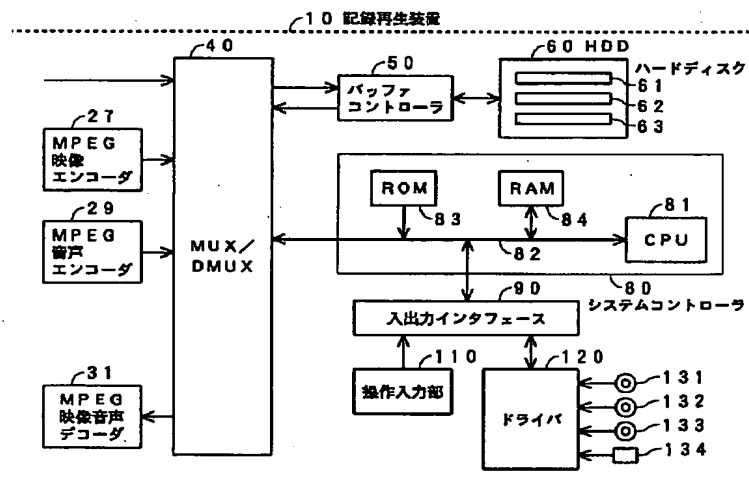 10 記録再生装置
40
60 HDD
ハードディスク
50
バッファ
コントローラ
61
62
63
27
MPEG
映像
エンコーダ
ROM
83
RAM
84
81
CPU
29
MPEG
音声
エンコーダ
MUX/
DMUX
82
80
システムコントローラ
90
入出力インタフェース
31
MPEG
映像音声
デコーダ
110
操作入力部
120
ドライバ
131
132
133
134